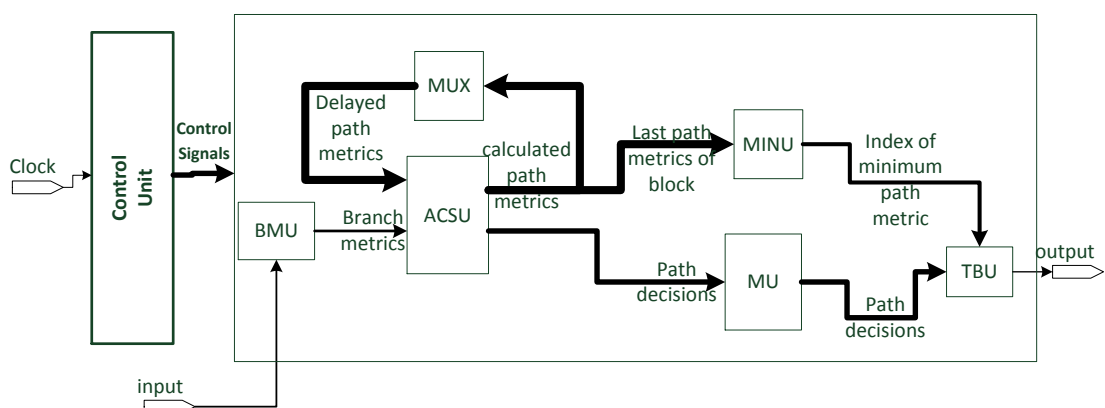 Clock
Control
Unit
Control
Signals
MUX
Delayed
path
metrics
calculated
path
metrics
Last path
metrics of
block
MINU
Index of
minimum
path
metric
BMU
Branch
metrics
ACSU
Path
decisions
MU
Path
decisions
TBU
output
input